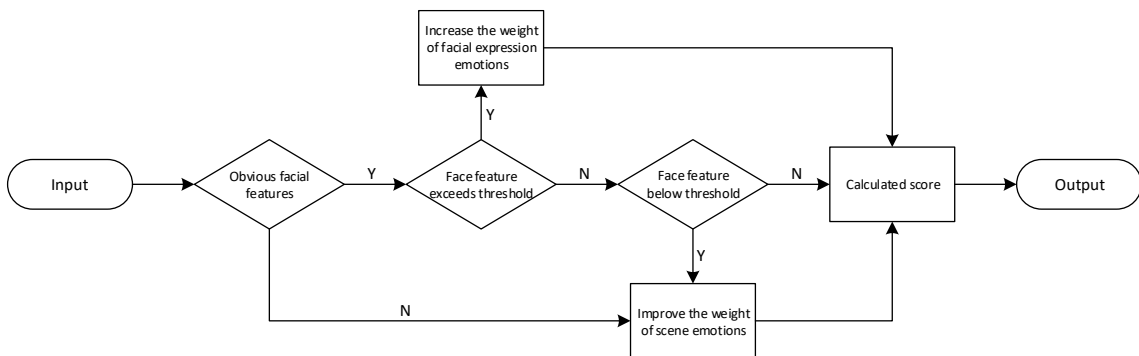 Increase the weight
of facial expression
emotions
Y
Input
Obvious facial
features
Y
Face feature
exceeds threshold
N
Face feature
below threshold
N
Calculated score
Output
Y
N
Improve the weight
of scene emotions